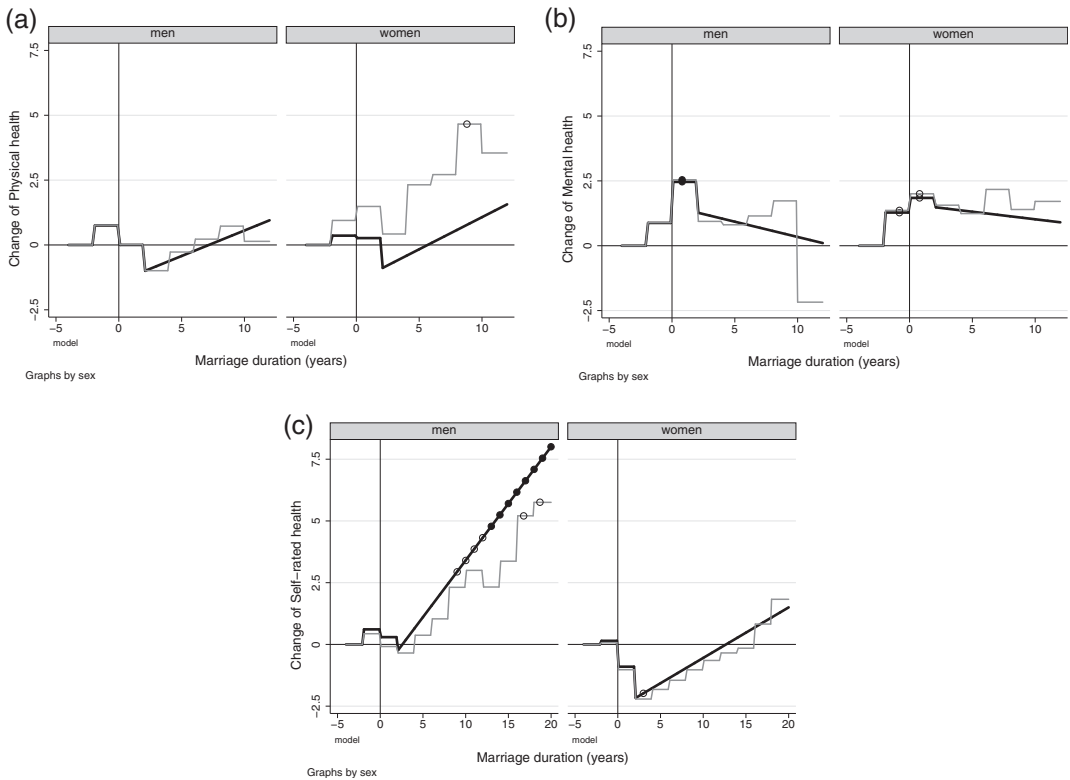 (a)
men
women
Change of Physical health
7.5
5
2.5
0
−2.5
−5
0
5
10
−5
0
5
10
model
model
Marriage duration (years)
Graphs by sex
(b)
men
women
Change of Mental health
7.5
5
2.5
0
−2.5
−5
0
5
10
−5
0
5
10
model
model
Marriage duration (years)
Graphs by sex
(c)
men
women
Change of Self−rated health
7.5
5
2.5
0
−2.5
−5
0
5
10
15
20
−5
0
5
10
15
20
model
model
Marriage duration (years)
Graphs by sex